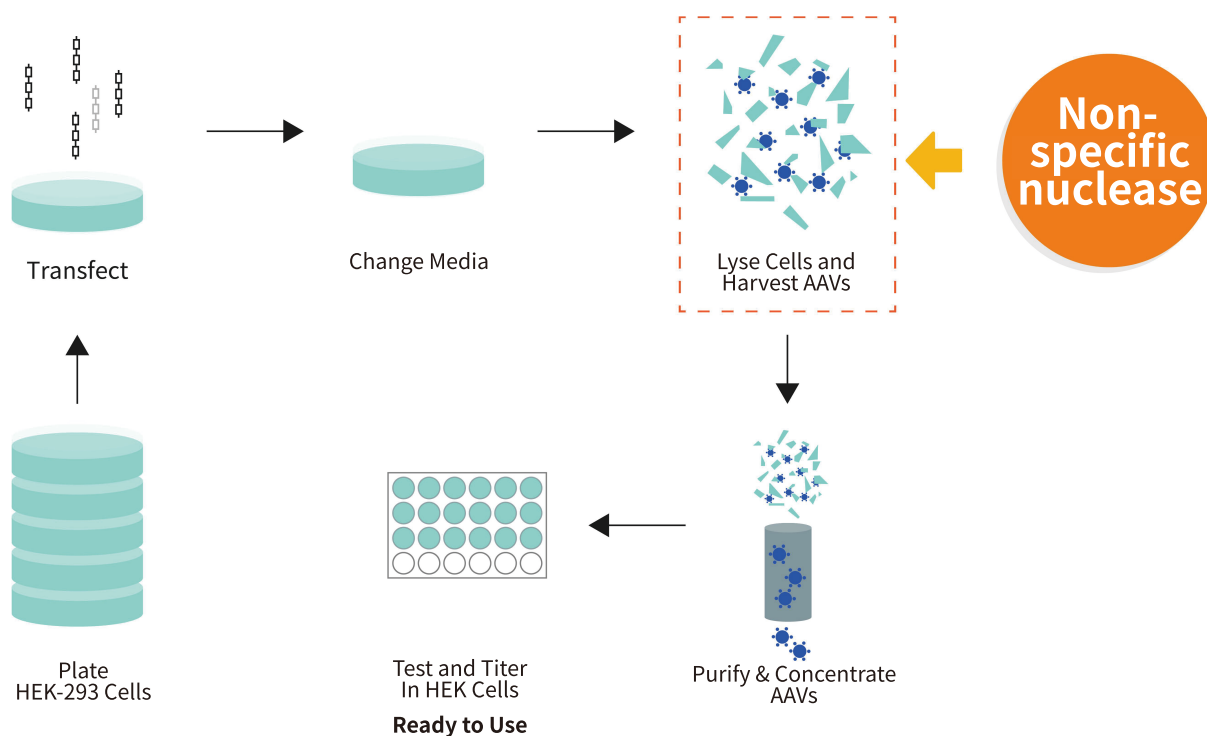 Transfect
Change Media
Lyse Cells and
Harvest AAVs
Non-
specific
nuclease
Plate
HEK-293 Cells
Test and Titer
In HEK Cells
Ready to Use
Purify & Concentrate
AAVs